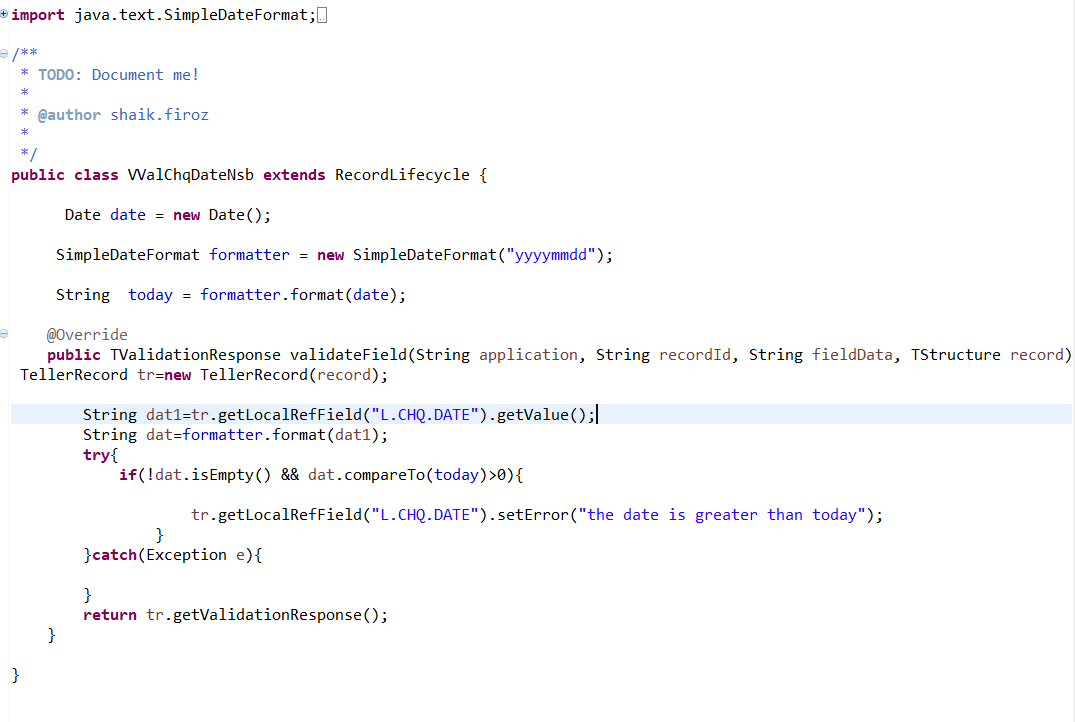 import java.text.SimpleDateFormat;
/**
* TODO: Document me!
*
* @author shaik.firoz
*
*/
public class VValChqDateNsb extends RecordLifecycle {
Date date = new Date();
SimpleDateFormat formatter = new SimpleDateFormat("yyyymmdd");
String  today = formatter.format(date);
@Override
public TValidationResponse validateField(String application, String recordId, String fieldData, TStructure record)
TellerRecord tr=new TellerRecord(record);
String dat1=tr.getLocalRefField("L.CHQ.DATE").getValue();
String dat=formatter.format(dat1);
try{
if(!dat.isEmpty() && dat.compareTo(today)>0){
tr.getLocalRefField("L.CHQ.DATE").setError("the date is greater than today");
}
}catch(Exception e){
}
return tr.getValidationResponse();
}
}